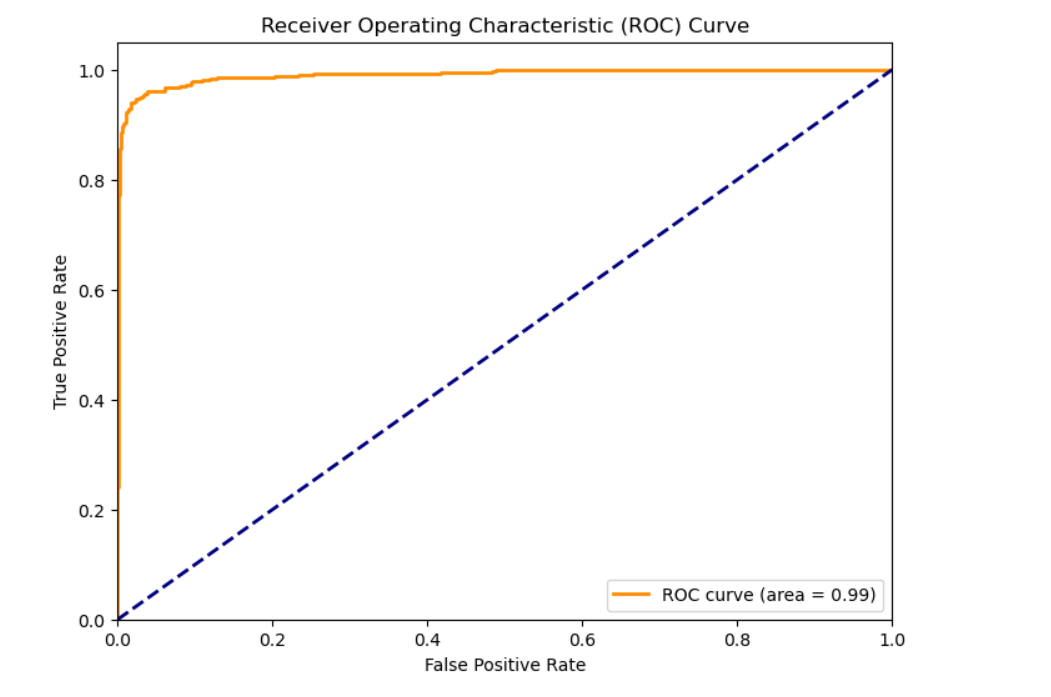 Receiver Operating Characteristic (ROC) Curve
1.0
0.8
0.6
0.4
0.2
0.0
True Positive Rate
ROC curve (area = 0.99)
0.0 0.2 0.4 0.6 0.8 1.0
False Positive Rate